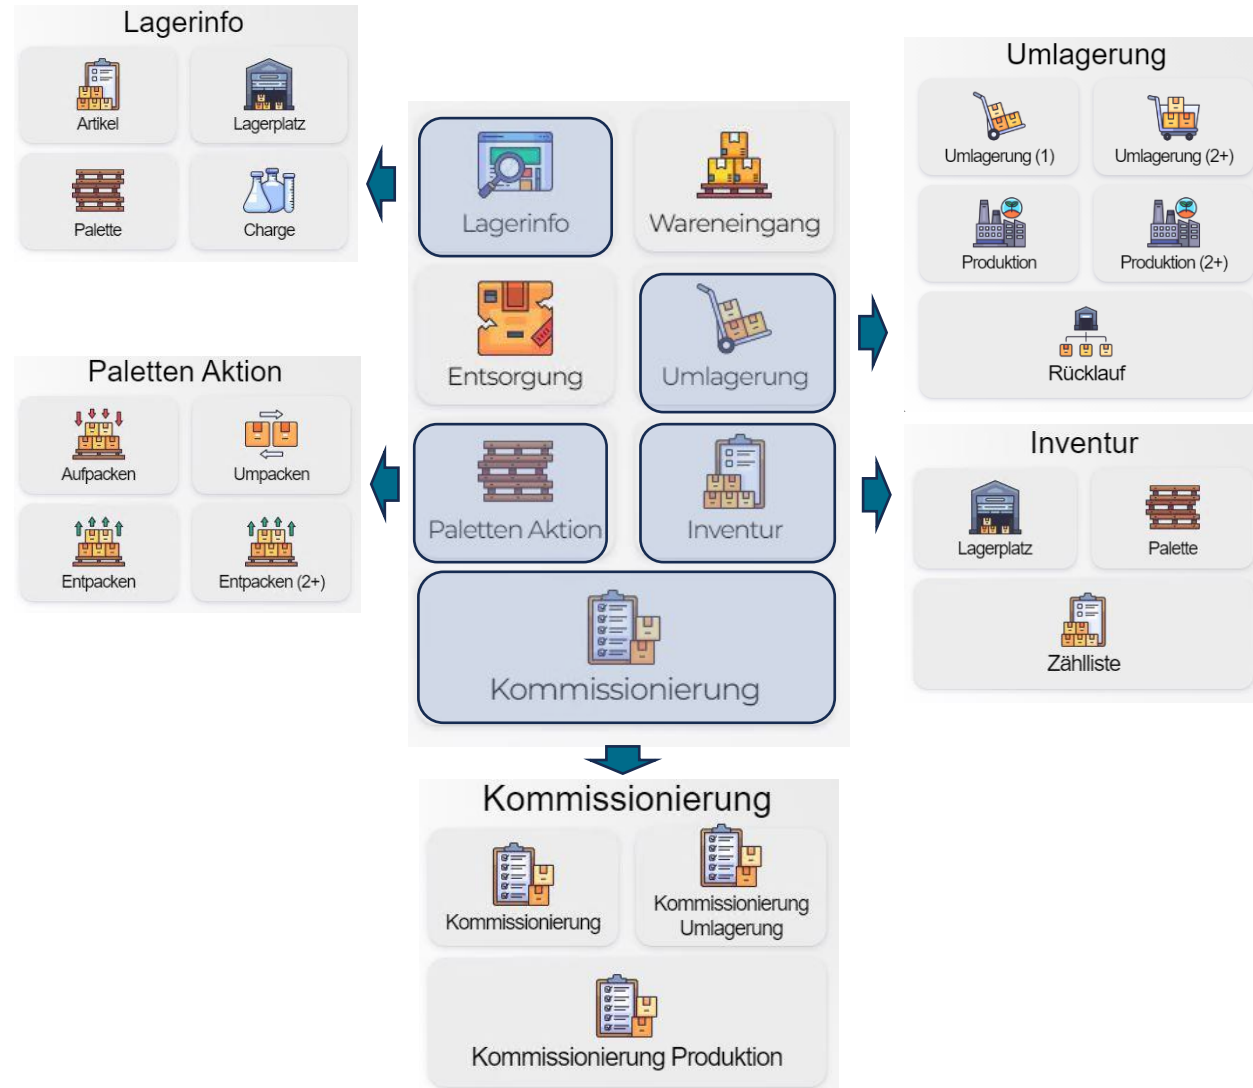 Lagerinfo
Artikel
Lagerplatz
Palette
Charge
Umlagerung
Umlagerung (1)
Umlagerung (2+)
Produktion
Produktion (2+)
Rücklauf
Lagerinfo
Wareneingang
Entsorgung
Umlagerung
Paletten Aktion
Inventur
Kommissionierung
Paletten Aktion
Aufpacken
Umpacken
Entpacken
Entpacken (2+)
Inventur
Lagerplatz
Palette
Zählliste
Kommissionierung
Kommissionierung
Kommissionierung
Umlagerung
Kommissionierung Produktion